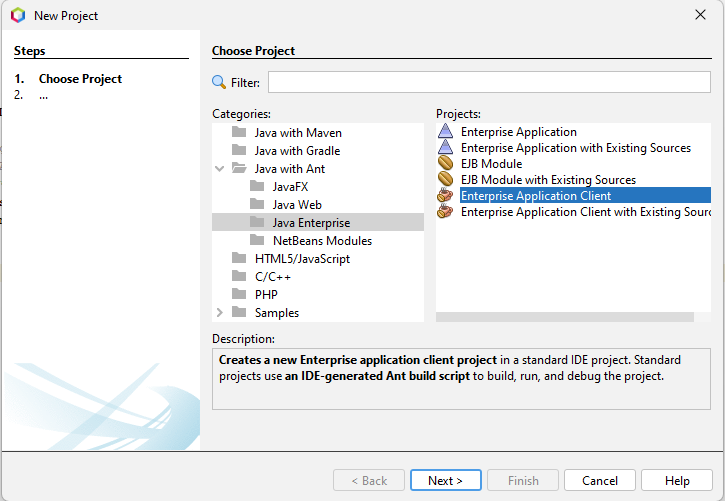 New Project
Steps
1. Choose Project
2. ...
Choose Project
Filter:
Categories:
Java with Maven
Java with Gradle
Java with Ant
JavaFX
Java Web
Java Enterprise
NetBeans Modules
HTML5/JavaScript
C/C++
PHP
Samples
Projects:
Enterprise Application
Enterprise Application with Existing Sources
EJB Module
EJB Module with Existing Sources
Enterprise Application Client
Enterprise Application Client with Existing Sourc
Description:
Creates a new Enterprise application client project in a standard IDE project. Standard
projects use an IDE-generated Ant build script to build, run, and debug the project.
< Back
Next >
Finish
Cancel
Help